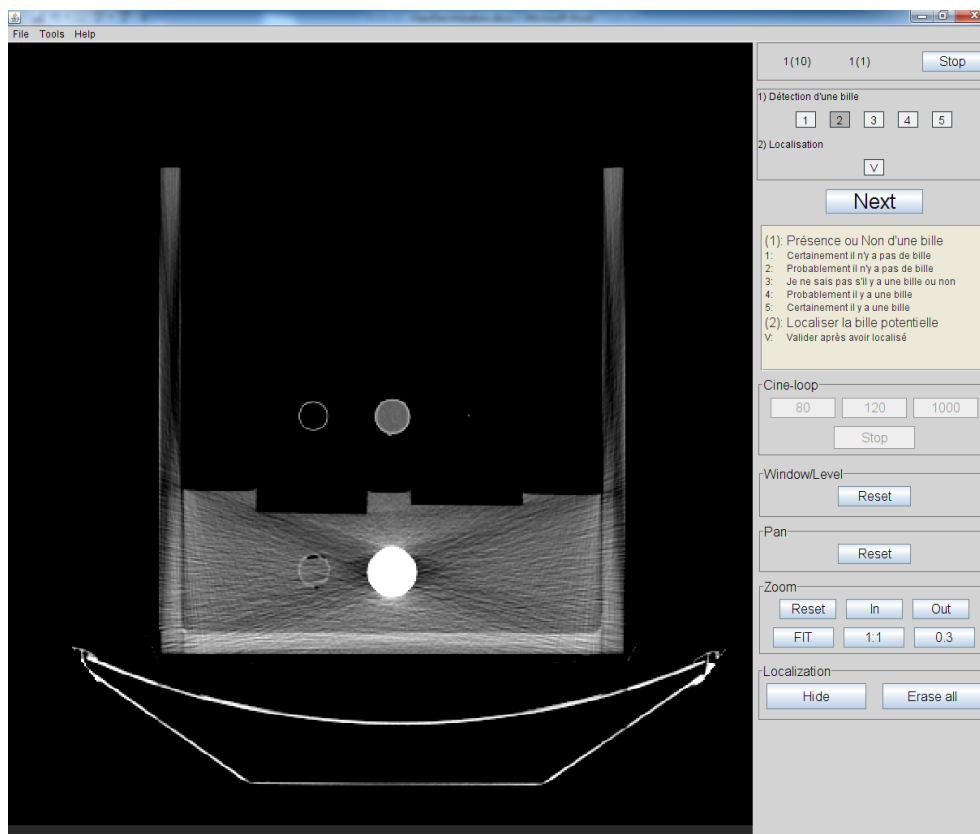 File Tools Help
1(10) 1(1) Stop
1) Détection d'une bille
1 2 3 4 5
2) Localisation
V
Next
(1): Présence ou Non d'une bille
1: Certainement il n'y a pas de bille
2: Probablement il n'y a pas de bille
3: Je ne sais pas s'il y a une bille ou non
4: Probablement il y a une bille
5: Certainement il y a une bille
(2): Localiser la bille potentielle
V: Valider après avoir localisé
Cine-loop
80 120 1000
Stop
Window/Level
Reset
Pan
Reset
Zoom
Reset In Out
FIT 1:1 0.3
Localization
Hide Erase all